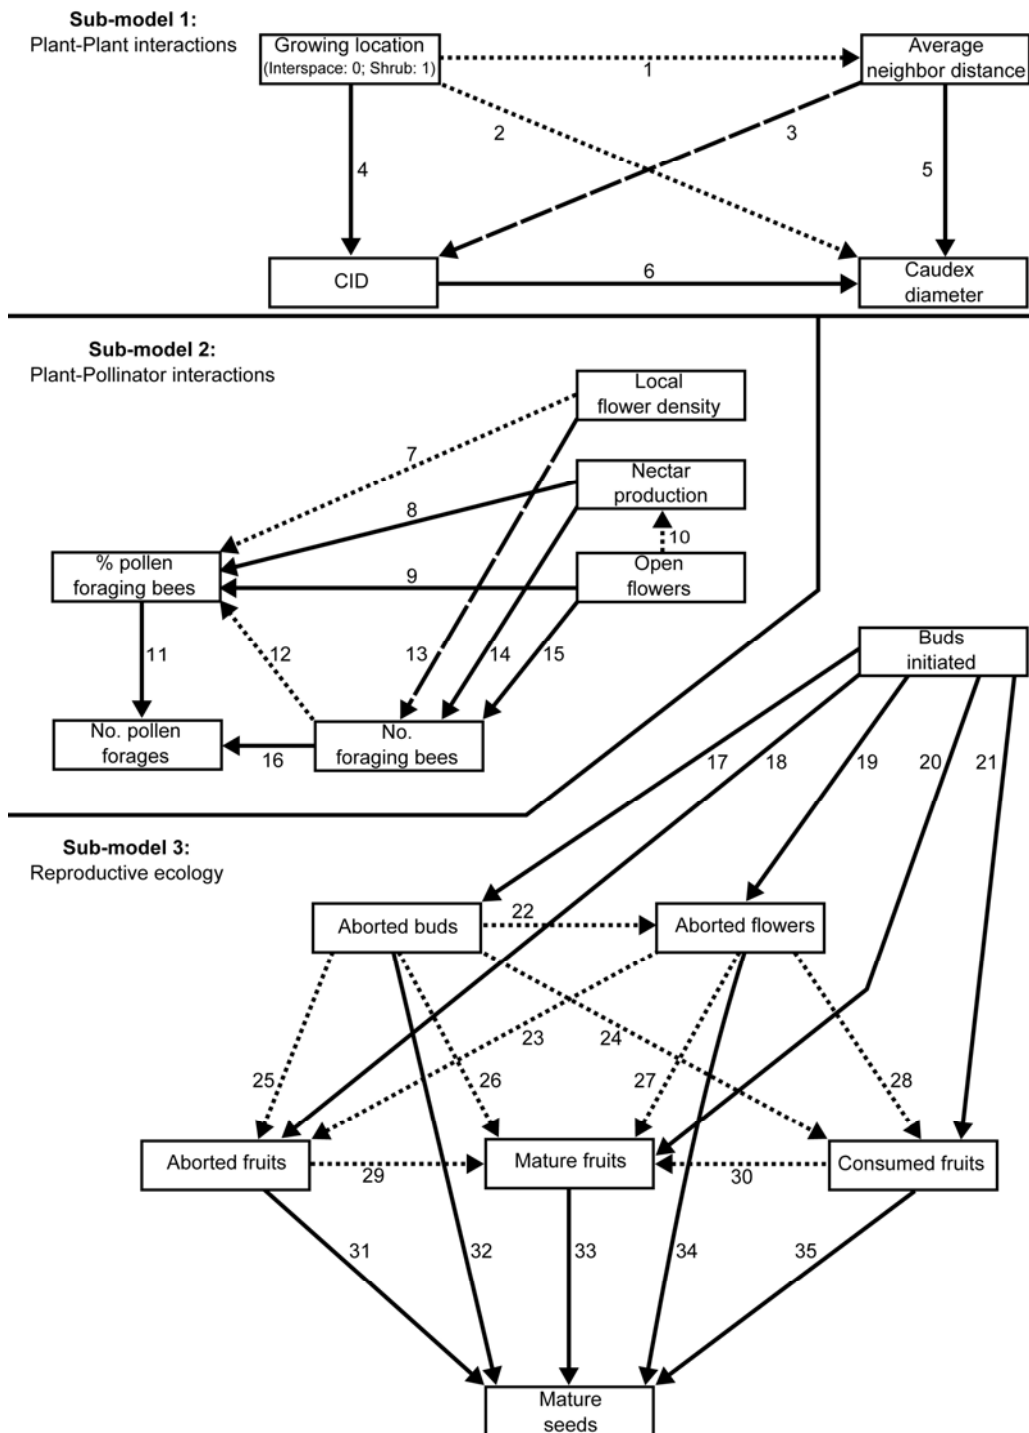 Sub-model 1:
Plant-Plant interactions
Growing location
(Interspace: 0; Shrub: 1)
Average
neighbor distance
1
2
3
4
5
CID
6
Caudex
diameter
Sub-model 2:
Plant-Pollinator interactions
Local
flower density
7
Nectar
production
8
10
% pollen
foraging bees
9
Open
flowers
11
12
13
14
15
No. pollen
forages
16
No.
foraging bees
Buds
initiated
17
18
19
20
21
Sub-model 3:
Reproductive ecology
Aborted buds
22
Aborted flowers
23
24
25
26
27
28
Aborted fruits
29
Mature fruits
30
Consumed fruits
31
32
33
34
35
Mature
seeds